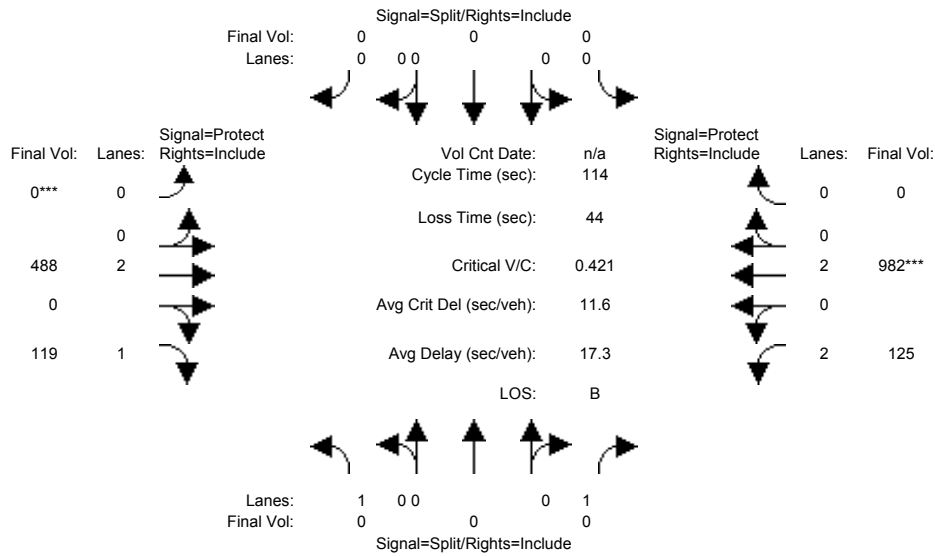 Signal=Split/Rights=Include
Final Vol: 0 0 0
Lanes: 0 0 0 0 0
Signal=Protect Signal=Protect
Final Vol: Lanes: Rights=Include Vol Cnt Date: n/a Rights=Include Lanes: Final Vol:
Cycle Time (sec): 114
0*** 0 0 0
Loss Time (sec): 44
0 0
488 2 Critical V/C: 0.421 2 982***
0 Avg Crit Del (sec/veh): 11.6 0
119 1 Avg Delay (sec/veh): 17.3 2 125
LOS: B
Lanes: 1 0 0 0 1
Final Vol: 0 0 0
Signal=Split/Rights=Include